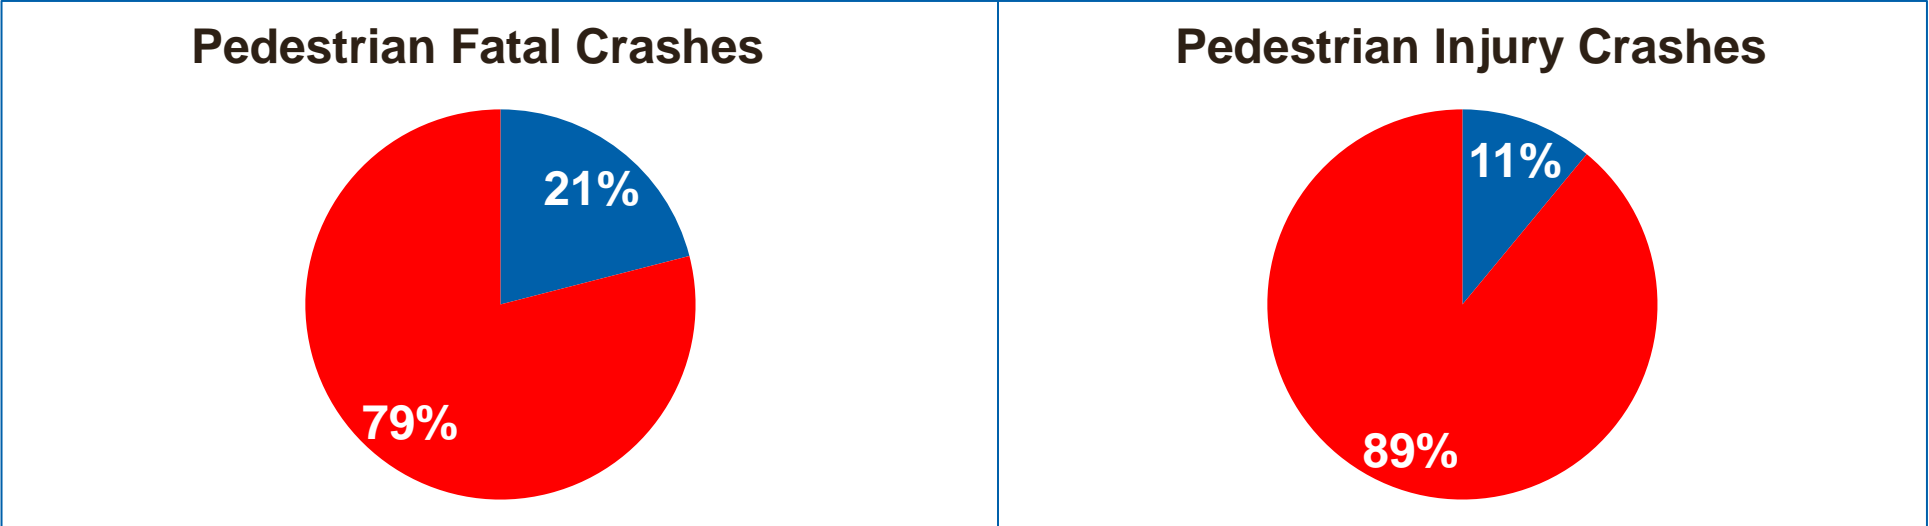 Pedestrian Fatal Crashes
21%
79%
Pedestrian Injury Crashes
11%
89%